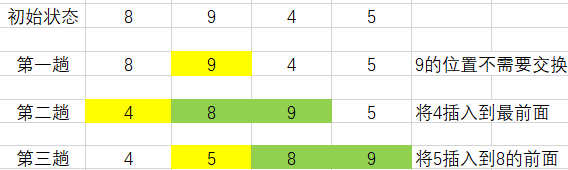 初始状态 8 9 4 5
第一趟 8 9 4 5 9的位置不需要交换
第二趟 4 8 9 5 将4插入到最前面
第三趟 4 5 8 9 将5插入到8的前面